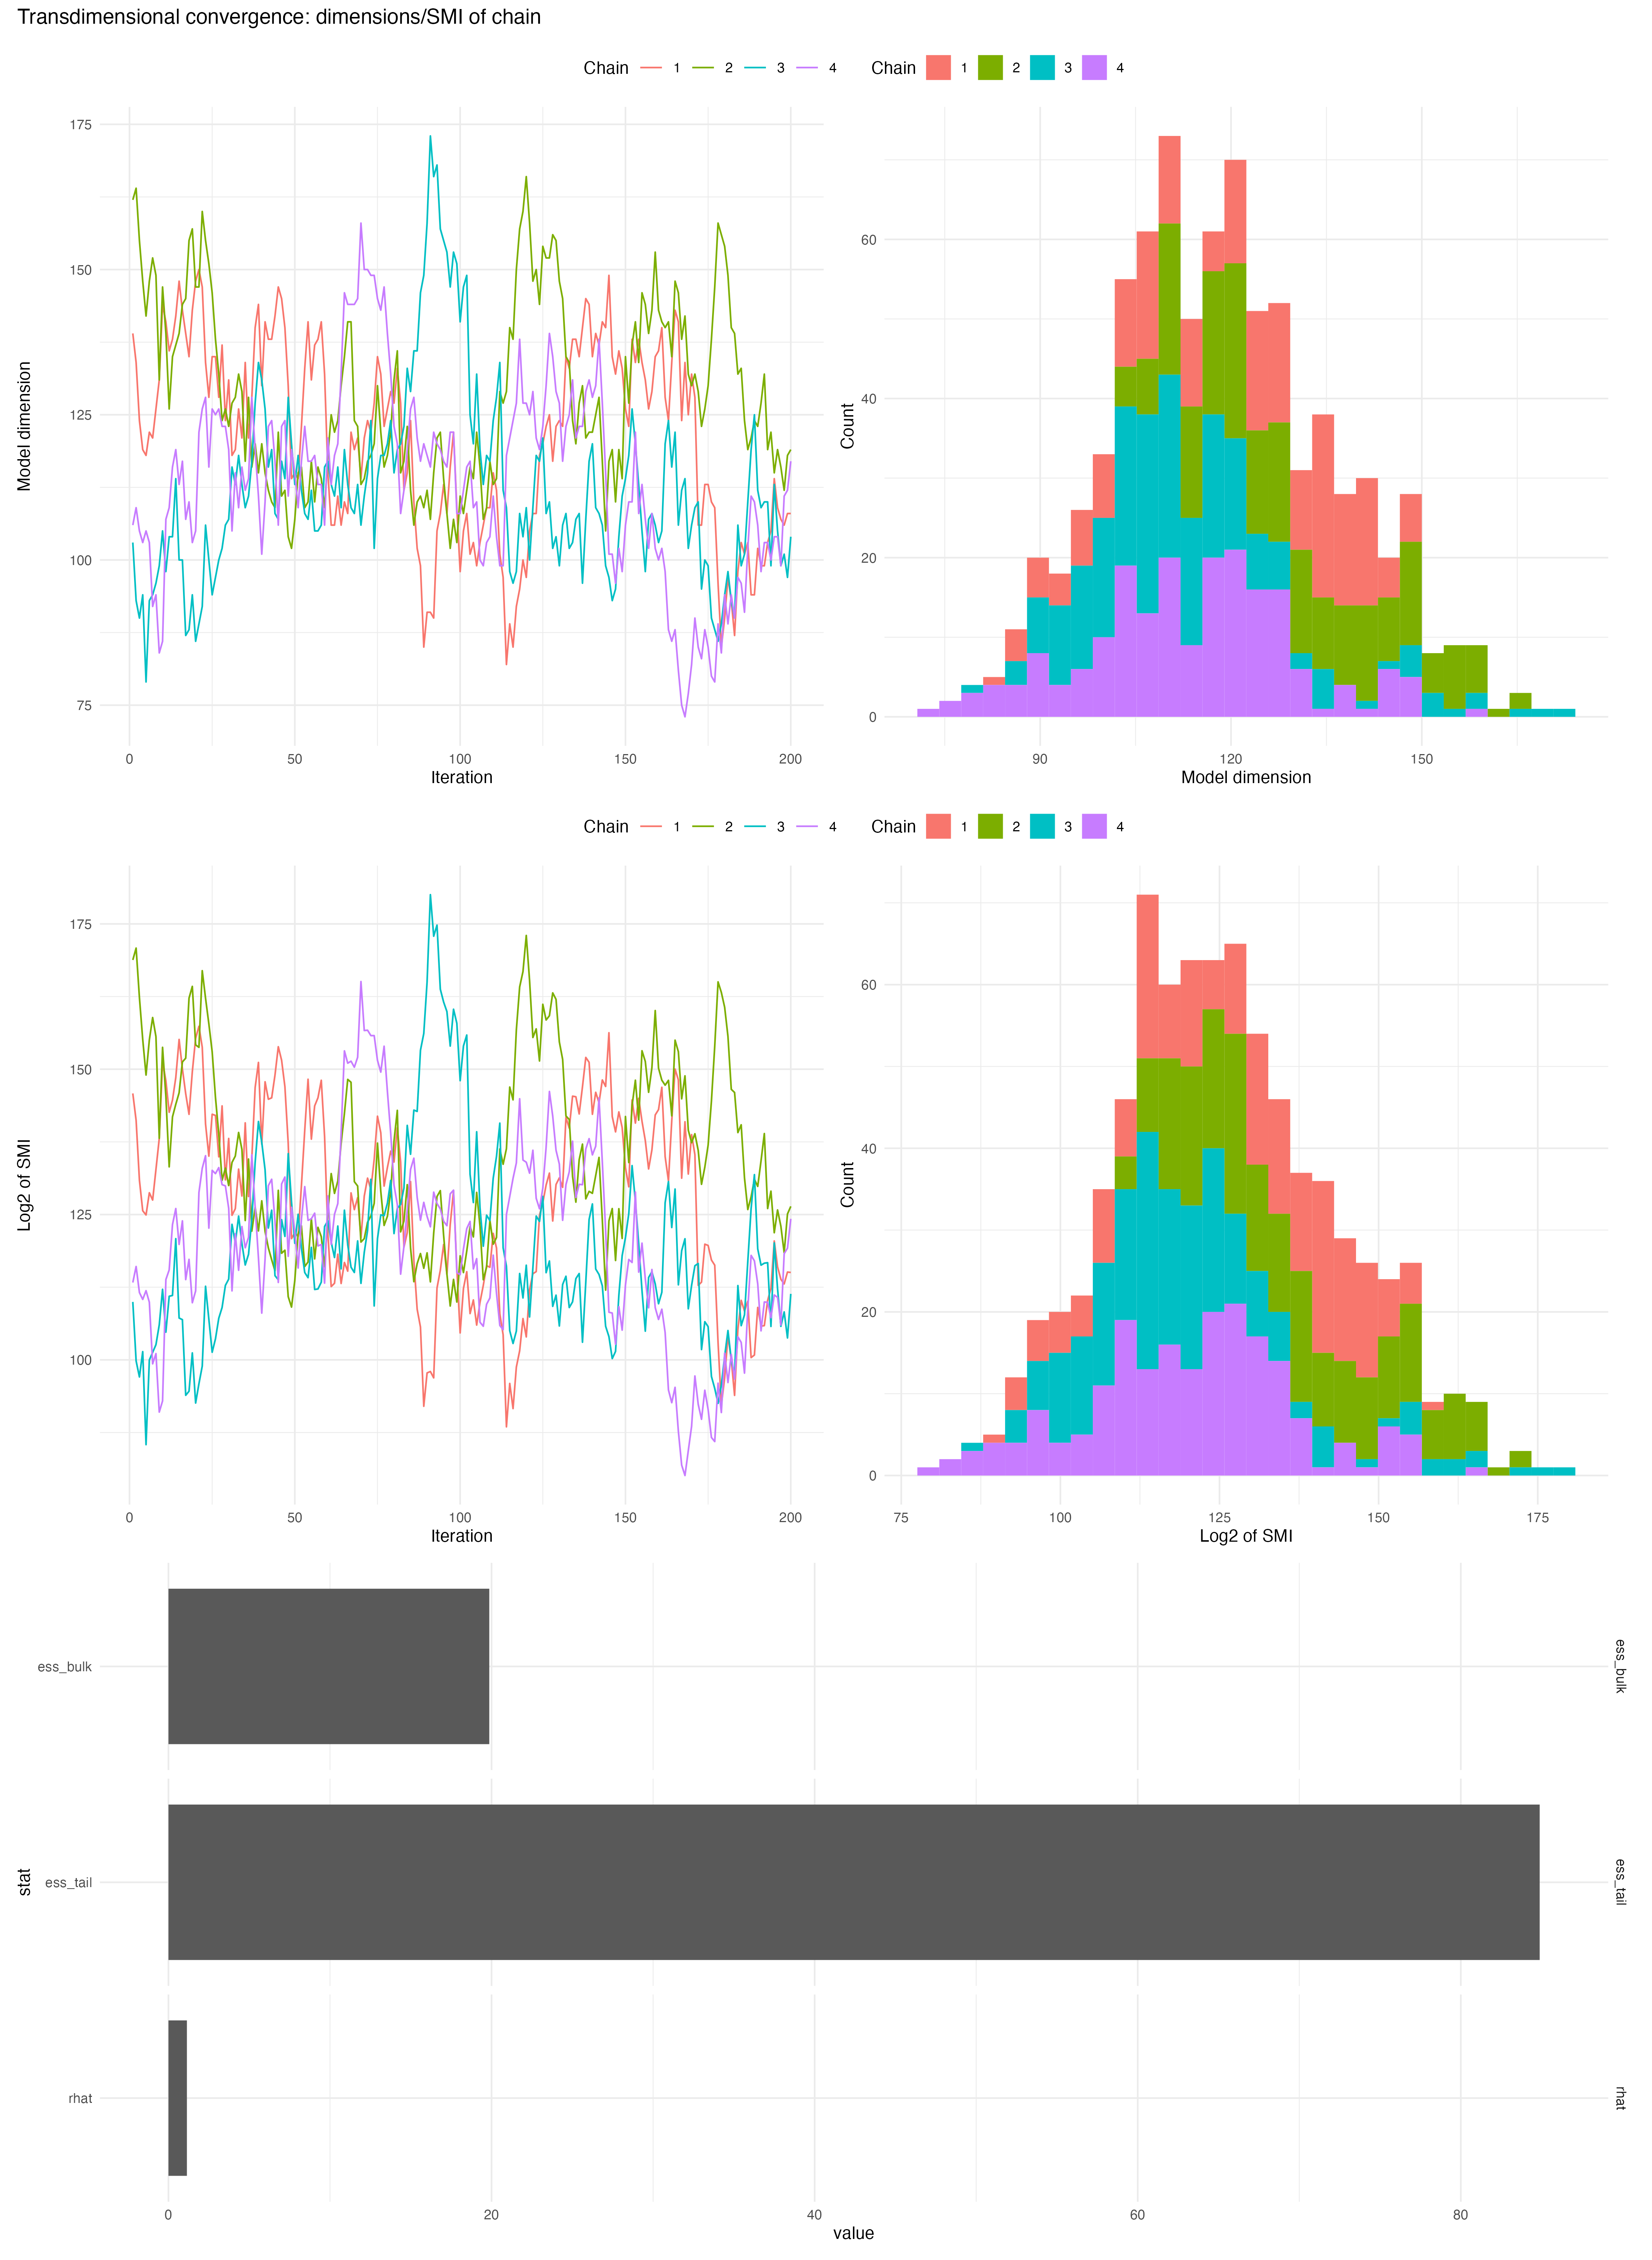 Transdimensional convergence: dimensions/SMI of chain
Chain 1 2 3 4 Chain 1 2 3 4
175
150
125
100
75
Model dimension
0 50 100 150 200
Iteration
60
40
20
0
Count
90 120 150
Model dimension
Chain 1 2 3 4 Chain 1 2 3 4
175
150
125
100
Log2 of SMI
0 50 100 150 200
Iteration
60
40
20
0
Count
75 100 125 150 175
Log2 of SMI
ess_bulk
ess_bulk
stat
ess_tail
ess_tail
rhat
rhat
0 20 40 60 80
value